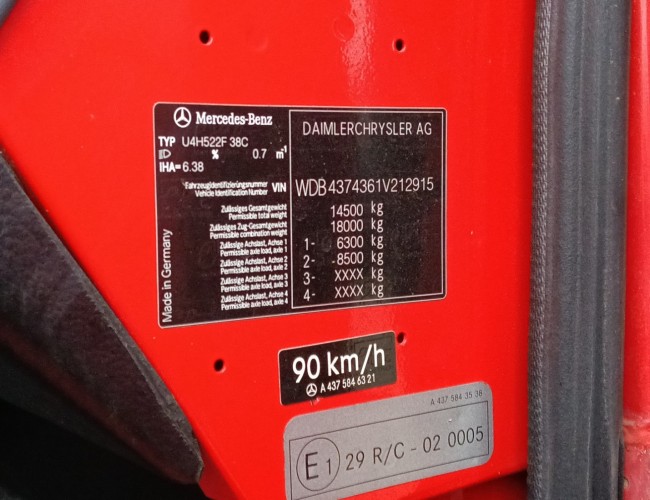 Mercedes-Benz
TYP U4H522F 38C
% 0.7 m⁻¹
IHA= 6.38
DAIMLERCHRYSLER AG
Fahrzeugidentifizierungsnummer
Vehicle Identification Number VIN WDB4374361V212915
Zulässiges Gesamtgewicht
Permissible total weight 14500 kg
Zulässiges Zug-Gesamtgewicht
Permissible combination weight 18000 kg
Zulässige Achslast, Achse 1
Permissible axle load, axle 1 1- 6300 kg
Zulässige Achslast, Achse 2
Permissible axle load, axle 2 2- 8500 kg
Zulässige Achslast, Achse 3
Permissible axle load, axle 3 3- XXXX kg
Zulässige Achslast, Achse 4
Permissible axle load, axle 4 4- XXXX kg
Made in Germany
90 km/h
A 437 584 63 21
A 437 584 35 36
E1 29 R/C - 02 0005